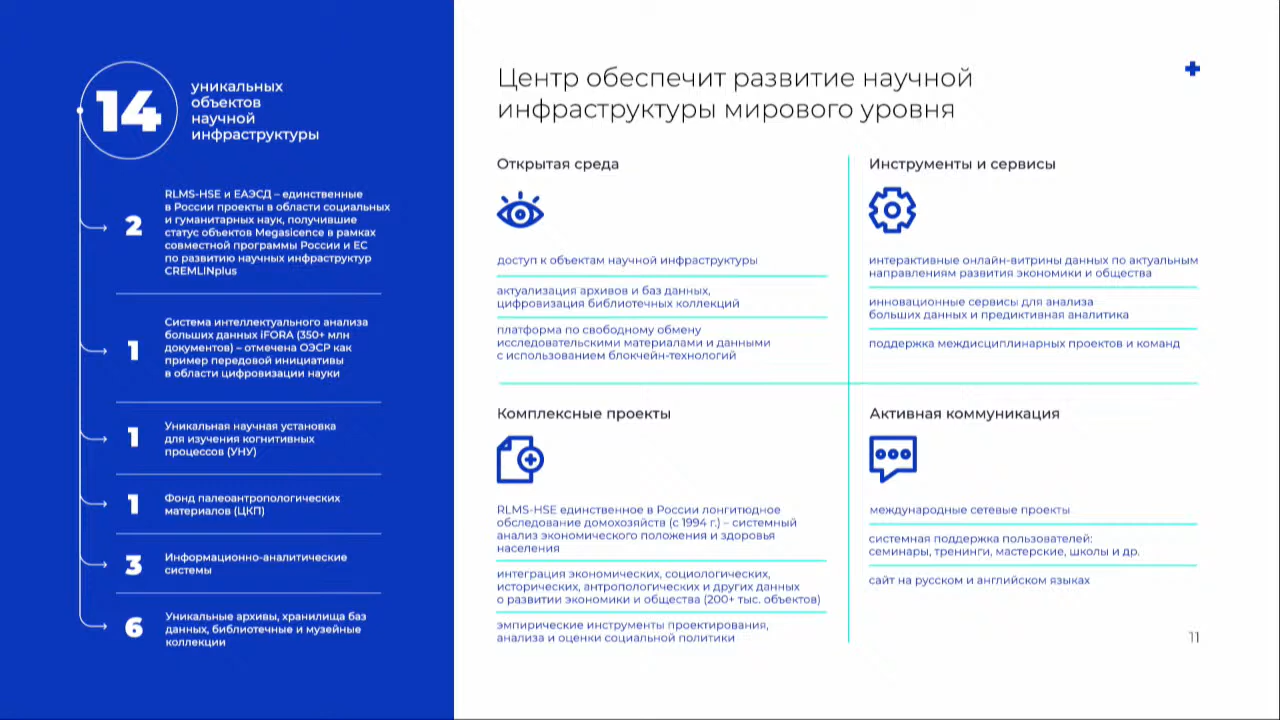 14
уникальных
объектов
научной
инфраструктуры
2
RLMS-HSE и ЕАЭСД – единственные
в России проекты в области социальных
и гуманитарных наук, получившие
статус объектов Megasicence в рамках
совместной программы России и ЕС
по развитию научных инфраструктур
CREMLINplus
1
Система интеллектуального анализа
больших данных iFORA (350+ млн
документов) – отмечена ОЭСР как
пример передовой инициативы
в области цифровизации науки
1
Уникальная научная установка
для изучения когнитивных
процессов (УНУ)
1
Фонд палеоантропологических
материалов (ЦКП)
3
Информационно-аналитические
системы
6
Уникальные архивы, хранилища баз
данных, библиотечные и музейные
коллекции
Центр обеспечит развитие научной
инфраструктуры мирового уровня
Открытая среда
доступ к объектам научной инфраструктуры
актуализация архивов и баз данных,
цифровизация библиотечных коллекций
платформа по свободному обмену
исследовательскими материалами и данными
с использованием блокчейн-технологий
Инструменты и сервисы
интерактивные онлайн-витрины данных по актуальным
направлениям развития экономики и общества
инновационные сервисы для анализа
больших данных и предиктивная аналитика
поддержка междисциплинарных проектов и команд
Комплексные проекты
RLMS-HSE единственное в России лонгитюдное
обследование домохозяйств (с 1994 г.) – системный
анализ экономического положения и здоровья
населения
интеграция экономических, социологических,
исторических, антропологических и других данных
о развитии экономики и общества (200+ тыс. объектов)
эмпирические инструменты проектирования,
анализа и оценки социальной политики
Активная коммуникация
международные сетевые проекты
системная поддержка пользователей:
семинары, тренинги, мастерские, школы и др.
сайт на русском и английском языках
11